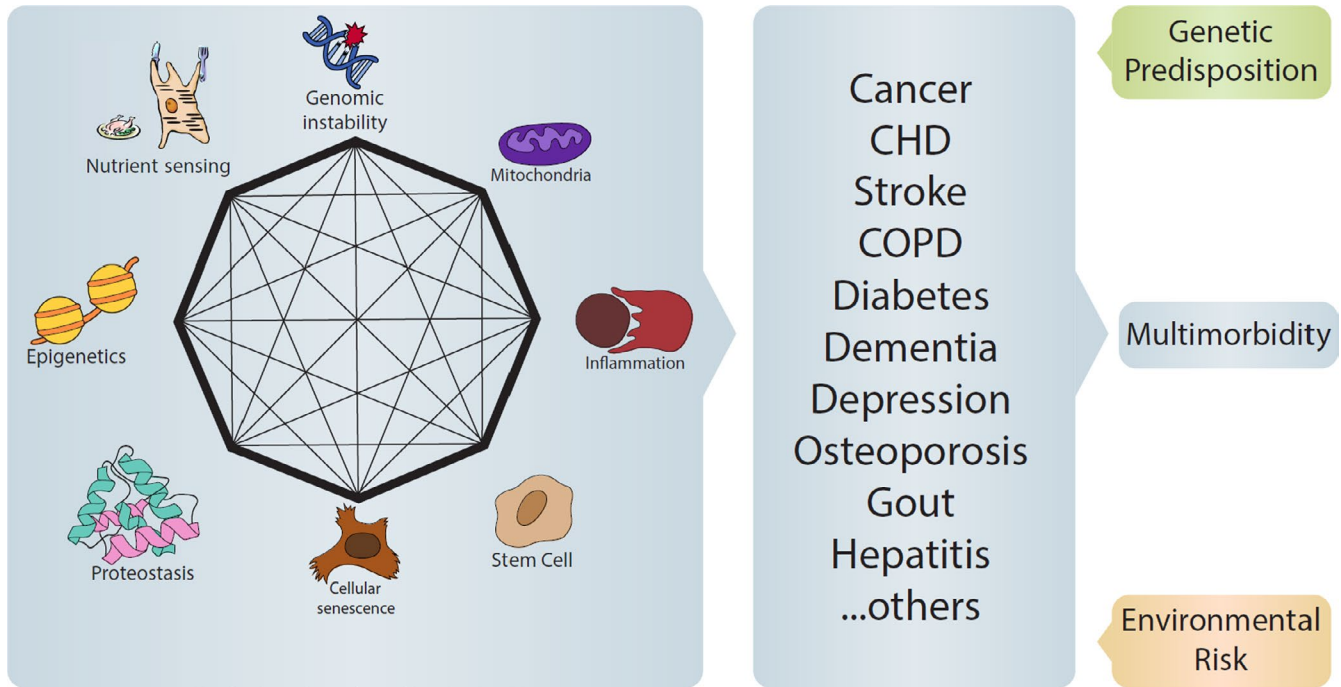 Genomic
instability
Mitochondria
Nutrient sensing
Epigenetics
Inflammation
Proteostasis
Cellular
senescence
Stem Cell
Cancer
CHD
Stroke
COPD
Diabetes
Dementia
Depression
Osteoporosis
Gout
Hepatitis
...others
Genetic
Predisposition
Multimorbidity
Environmental
Risk